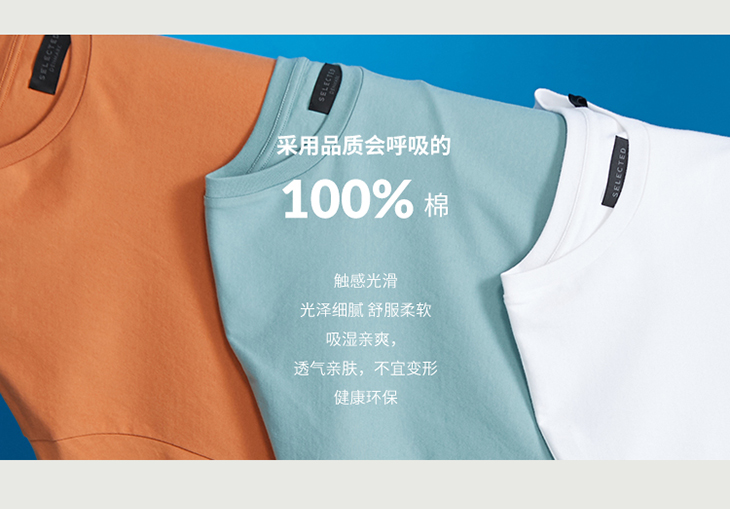 SELECTED
SELECTED
SELECTED
采用品质会呼吸的
100% 棉
触感光滑
光泽细腻 舒服柔软
吸湿亲爽，
透气亲肤，不宜变形
健康环保